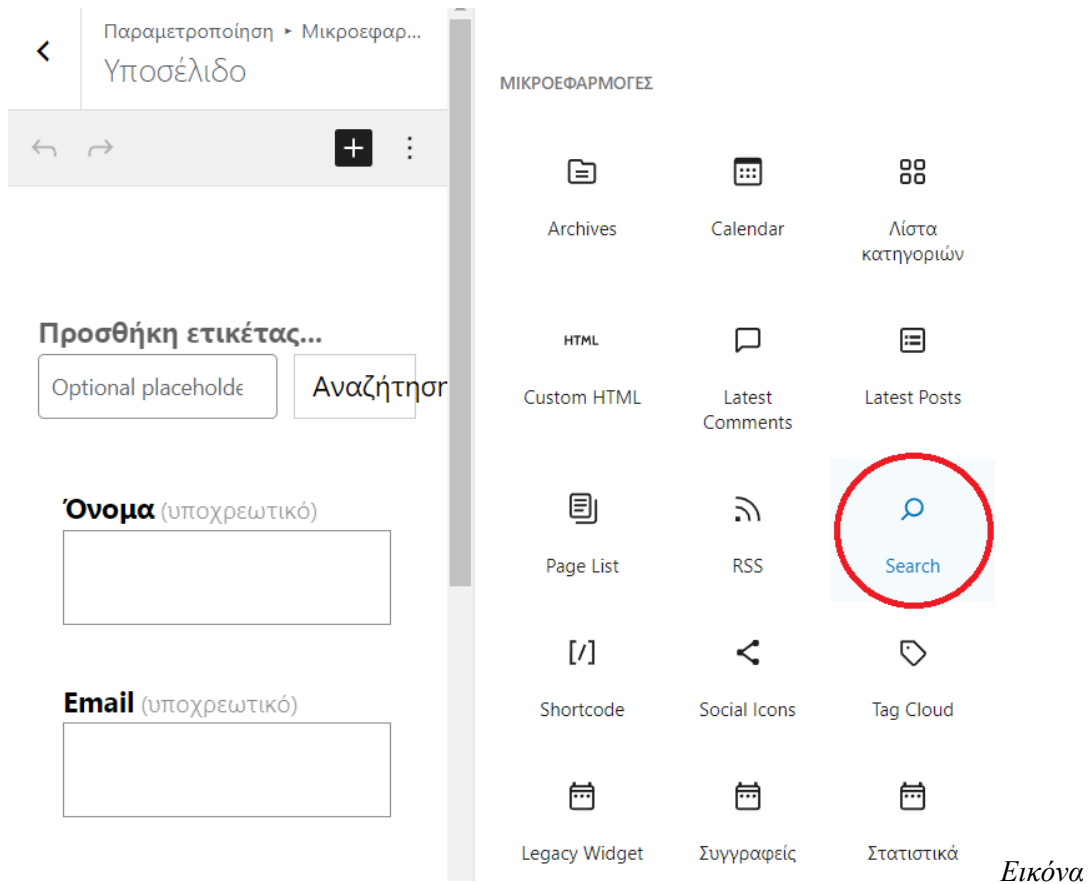 Παραμετροποίηση ▸ Μικροεφαρ...
Υποσέλιδο
Προσθήκη ετικέτας...
Optional placeholde
Αναζήτηση
Όνομα (υποχρεωτικό)
Email (υποχρεωτικό)
ΜΙΚΡΟΕΦΑΡΜΟΓΕΣ
Archives
Calendar
Λίστα
κατηγοριών
HTML
Custom HTML
Latest
Comments
Latest Posts
Page List
RSS
Search
[/]
Shortcode
Social Icons
Tag Cloud
Legacy Widget
Συγγραφείς
Στατιστικά
Εικόνα